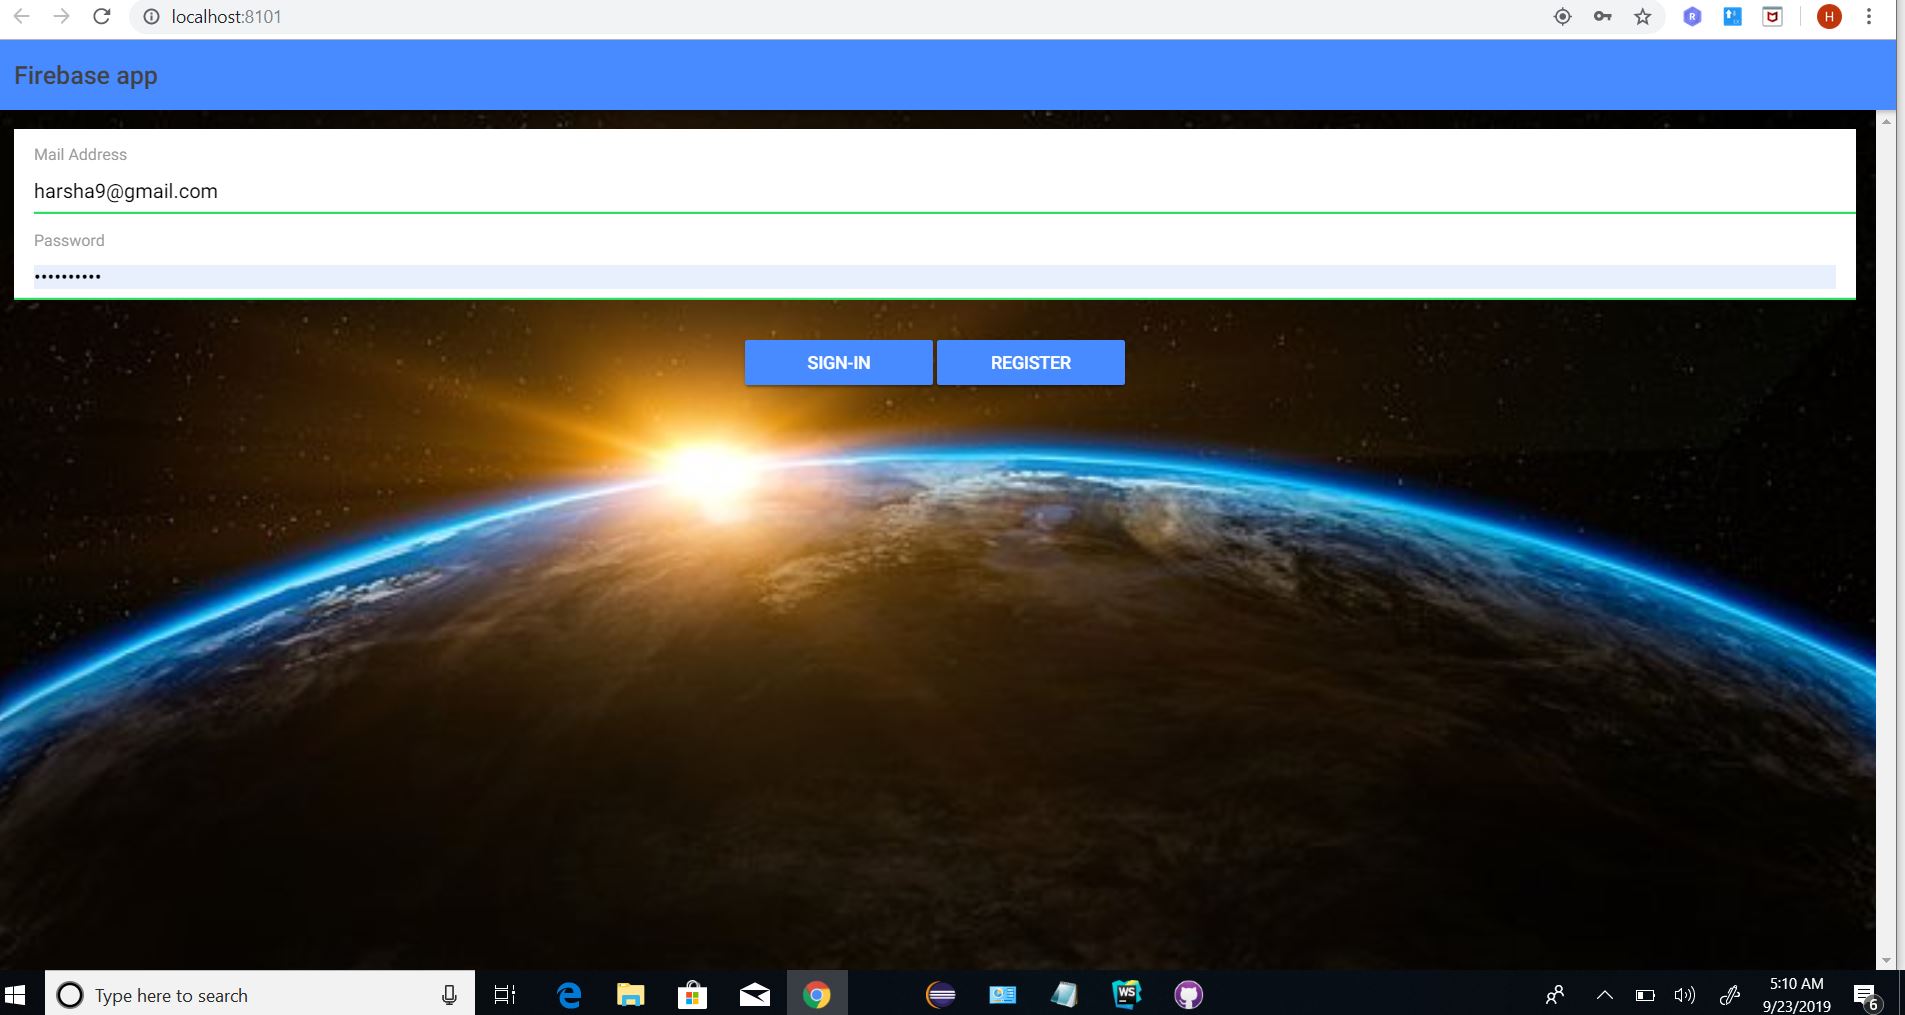 localhost:8101
R
H
Firebase app
Mail Address
harsha9@gmail.com
Password
••••••••••
SIGN-IN REGISTER
Type here to search
WS
5:10 AM
9/23/2019
6